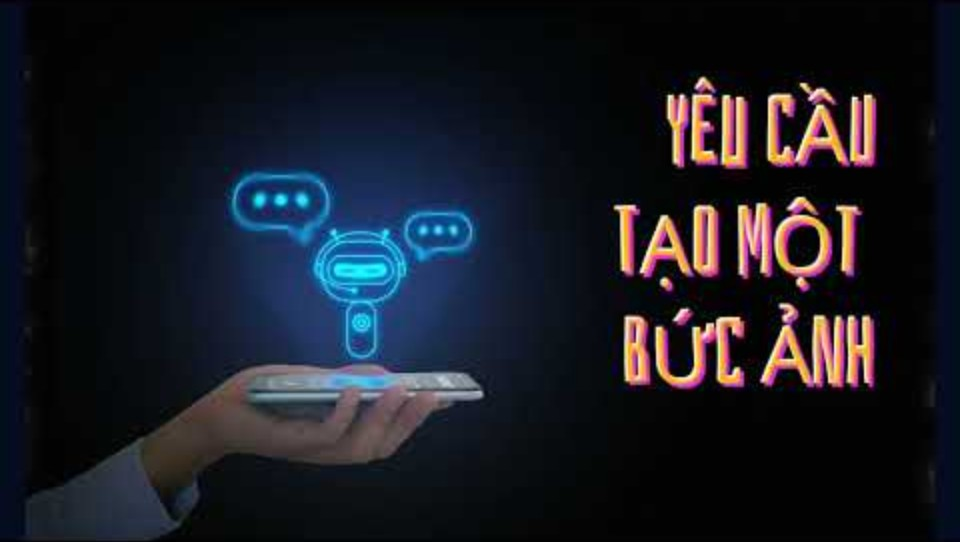 YÊU CẦU
TẠO MỘT
BỨC ẢNH